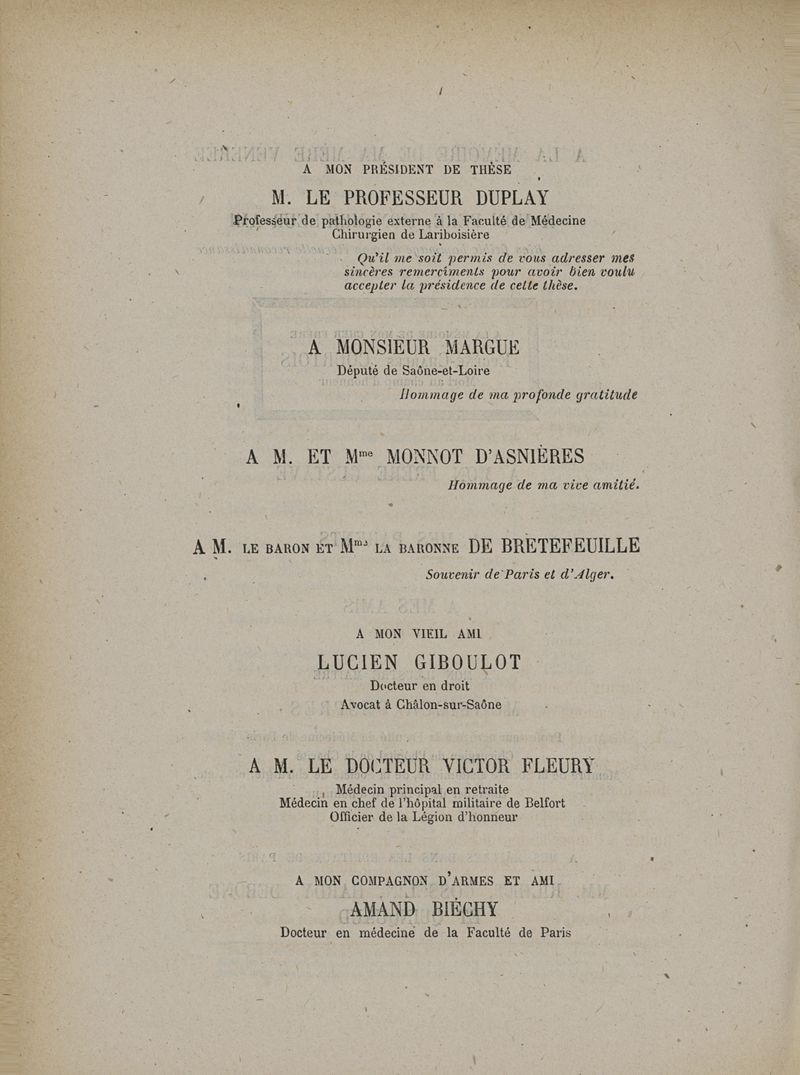 A MON PRÉSIDENT DE THÈSE
M. LE PROFESSEUR DUPLAY
Professeur de pathologie externe à la Faculté de Médecine
Chirurgien de Lariboisière
Qu'il me soit permis de vous adresser mes
sincères remercîments pour avoir bien voulu
accepter la présidence de cette thèse.
A MONSIEUR MARGUE
Député de Saône-et-Loire
Hommage de ma profonde gratitude
A M. ET Mme MONNOT D'ASNIÈRES
Hommage de ma vive amitié.
A M. LE BARON ET Mme LA BARONNE DE BRETEFEUILLE
Souvenir de Paris et d'Alger.
A MON VIEIL AMI
LUCIEN GIBOULOT
Docteur en droit
Avocat à Châlon-sur-Saône
A M. LE DOCTEUR VICTOR FLEURY
Médecin principal en retraite
Médecin en chef de l'hôpital militaire de Belfort
Officier de la Légion d'honneur
A MON COMPAGNON D'ARMES ET AMI
AMAND BIÉCHY
Docteur en médecine de la Faculté de Paris